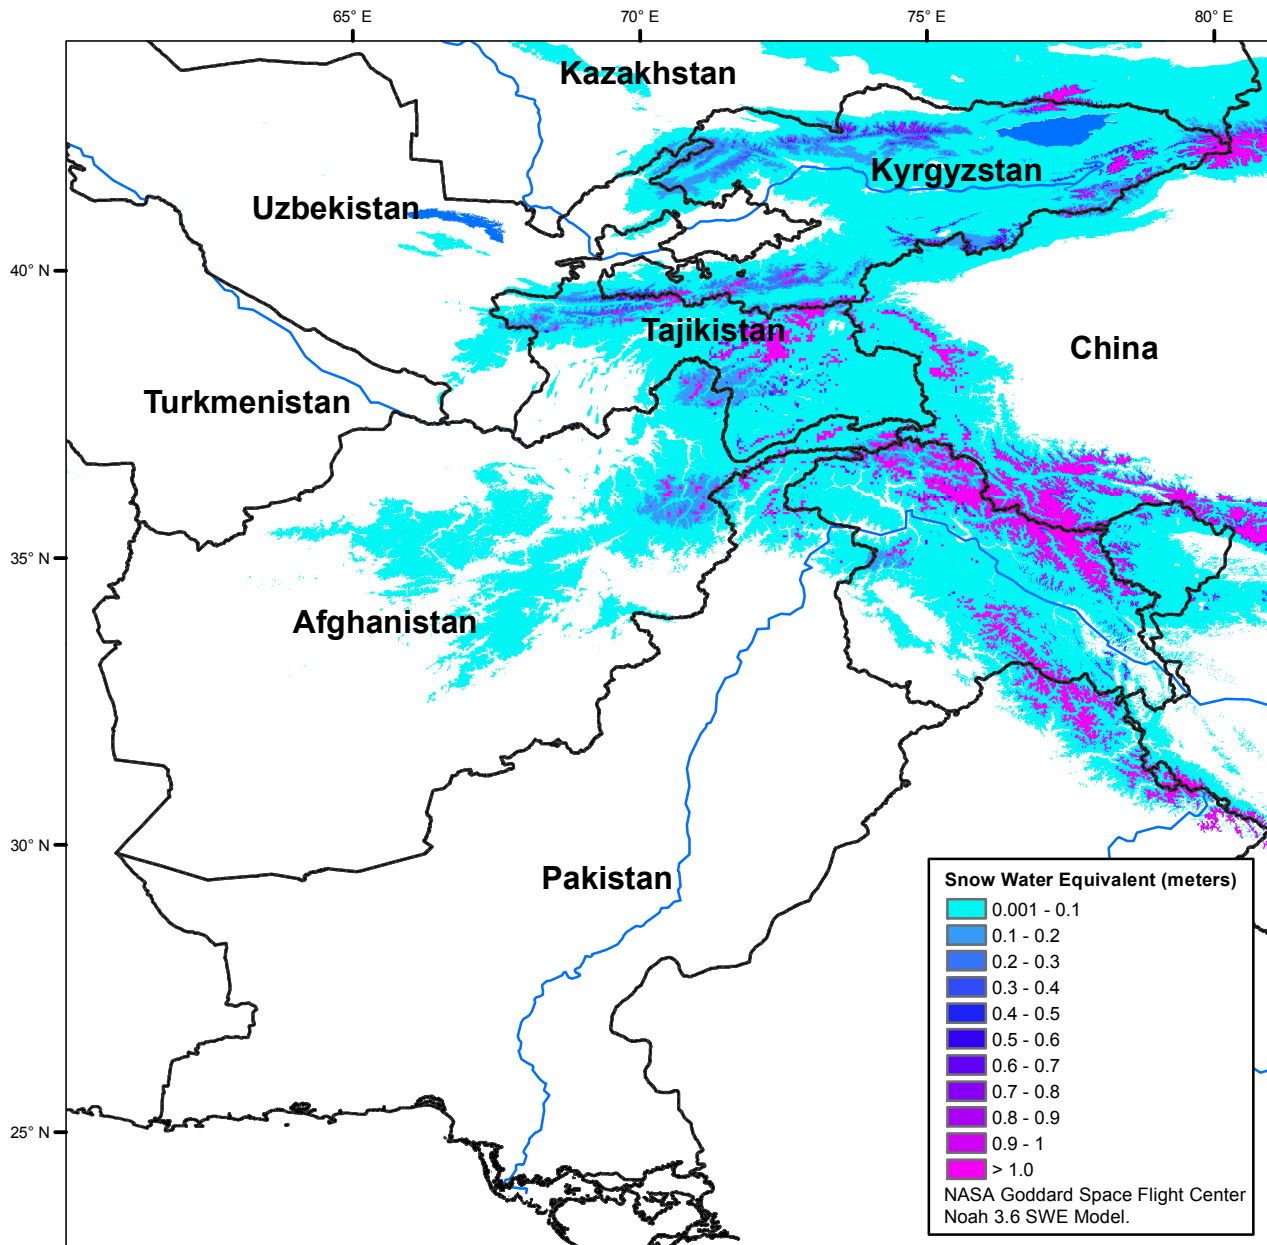 65° E
70° E
75° E
80° E
Kazakhstan
Kyrgyzstan
Uzbekistan
40° N
Tajikistan
China
Turkmenistan
35° N
Afghanistan
30° N
Pakistan
25° N
Snow Water Equivalent (meters)
0.001 - 0.1
0.1 - 0.2
0.2 - 0.3
0.3 - 0.4
0.4 - 0.5
0.5 - 0.6
0.6 - 0.7
0.7 - 0.8
0.8 - 0.9
0.9 - 1
> 1.0
NASA Goddard Space Flight Center
Noah 3.6 SWE Model.